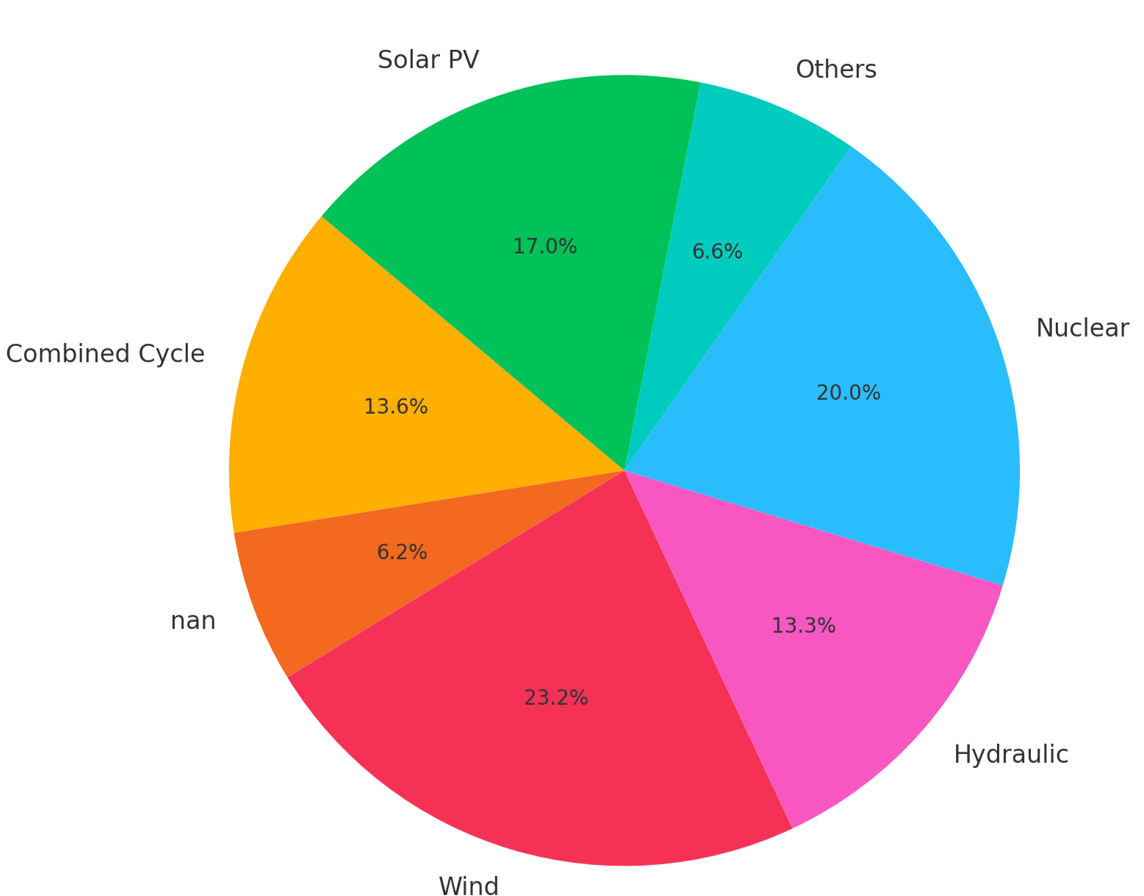 Solar PV
Others
17.0%
6.6%
Nuclear
Combined Cycle
20.0%
13.6%
6.2%
nan
13.3%
23.2%
Hydraulic
Wind